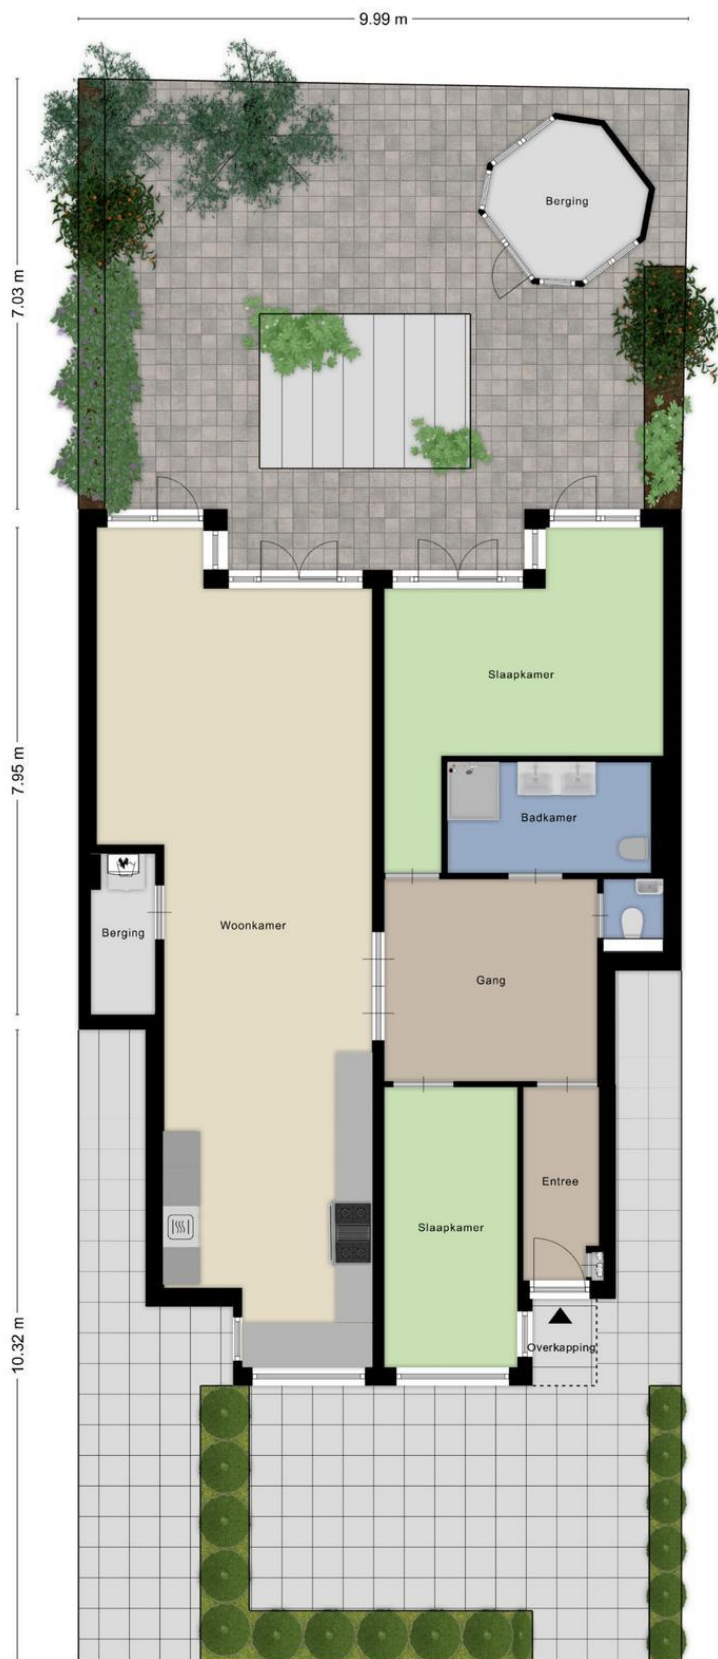 9.99 m
Berging
7.03 m
Slaapkamer
7.95 m
Badkamer
Berging
Woonkamer
Gang
Entree
Slaapkamer
10.32 m
Overkapping